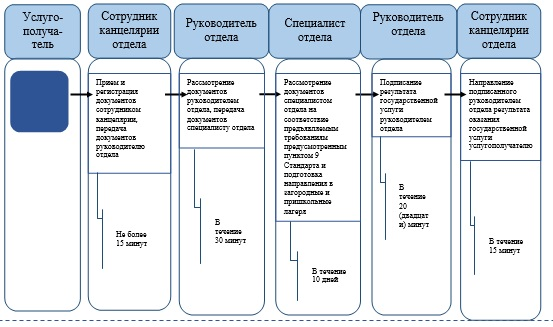 Услуго-
получа-
тель
Сотрудник
канцелярии
отдела
Руководитель
отдела
Специалист
отдела
Руководитель
отдела
Сотрудник
канцелярии
отдела
Прием и
регистрация
документов
сотрудником
канцелярии,
передача
документов
руководителю
отдела
Не более
15 минут
Рассмотрение
документов
руководителем
отдела, передача
документов
специалисту отдела
В
течение
30 минут
Рассмотрение
документов
специалистом
отдела на
соответствие
предъявляемым
требованиям
предусмотренным
пунктом 9
Стандарта и
подготовка
направления в
загородные и
пришкольные
лагеря
В течение
10 дней
Подписание
результата
государственной
услуги
руководителем
отдела
В
течение
20
(двадцат
и) минут
Направление
подписанного
руководителем
отдела результата
оказания
государственной
услуги
услугополучателю
В течение
15 минут